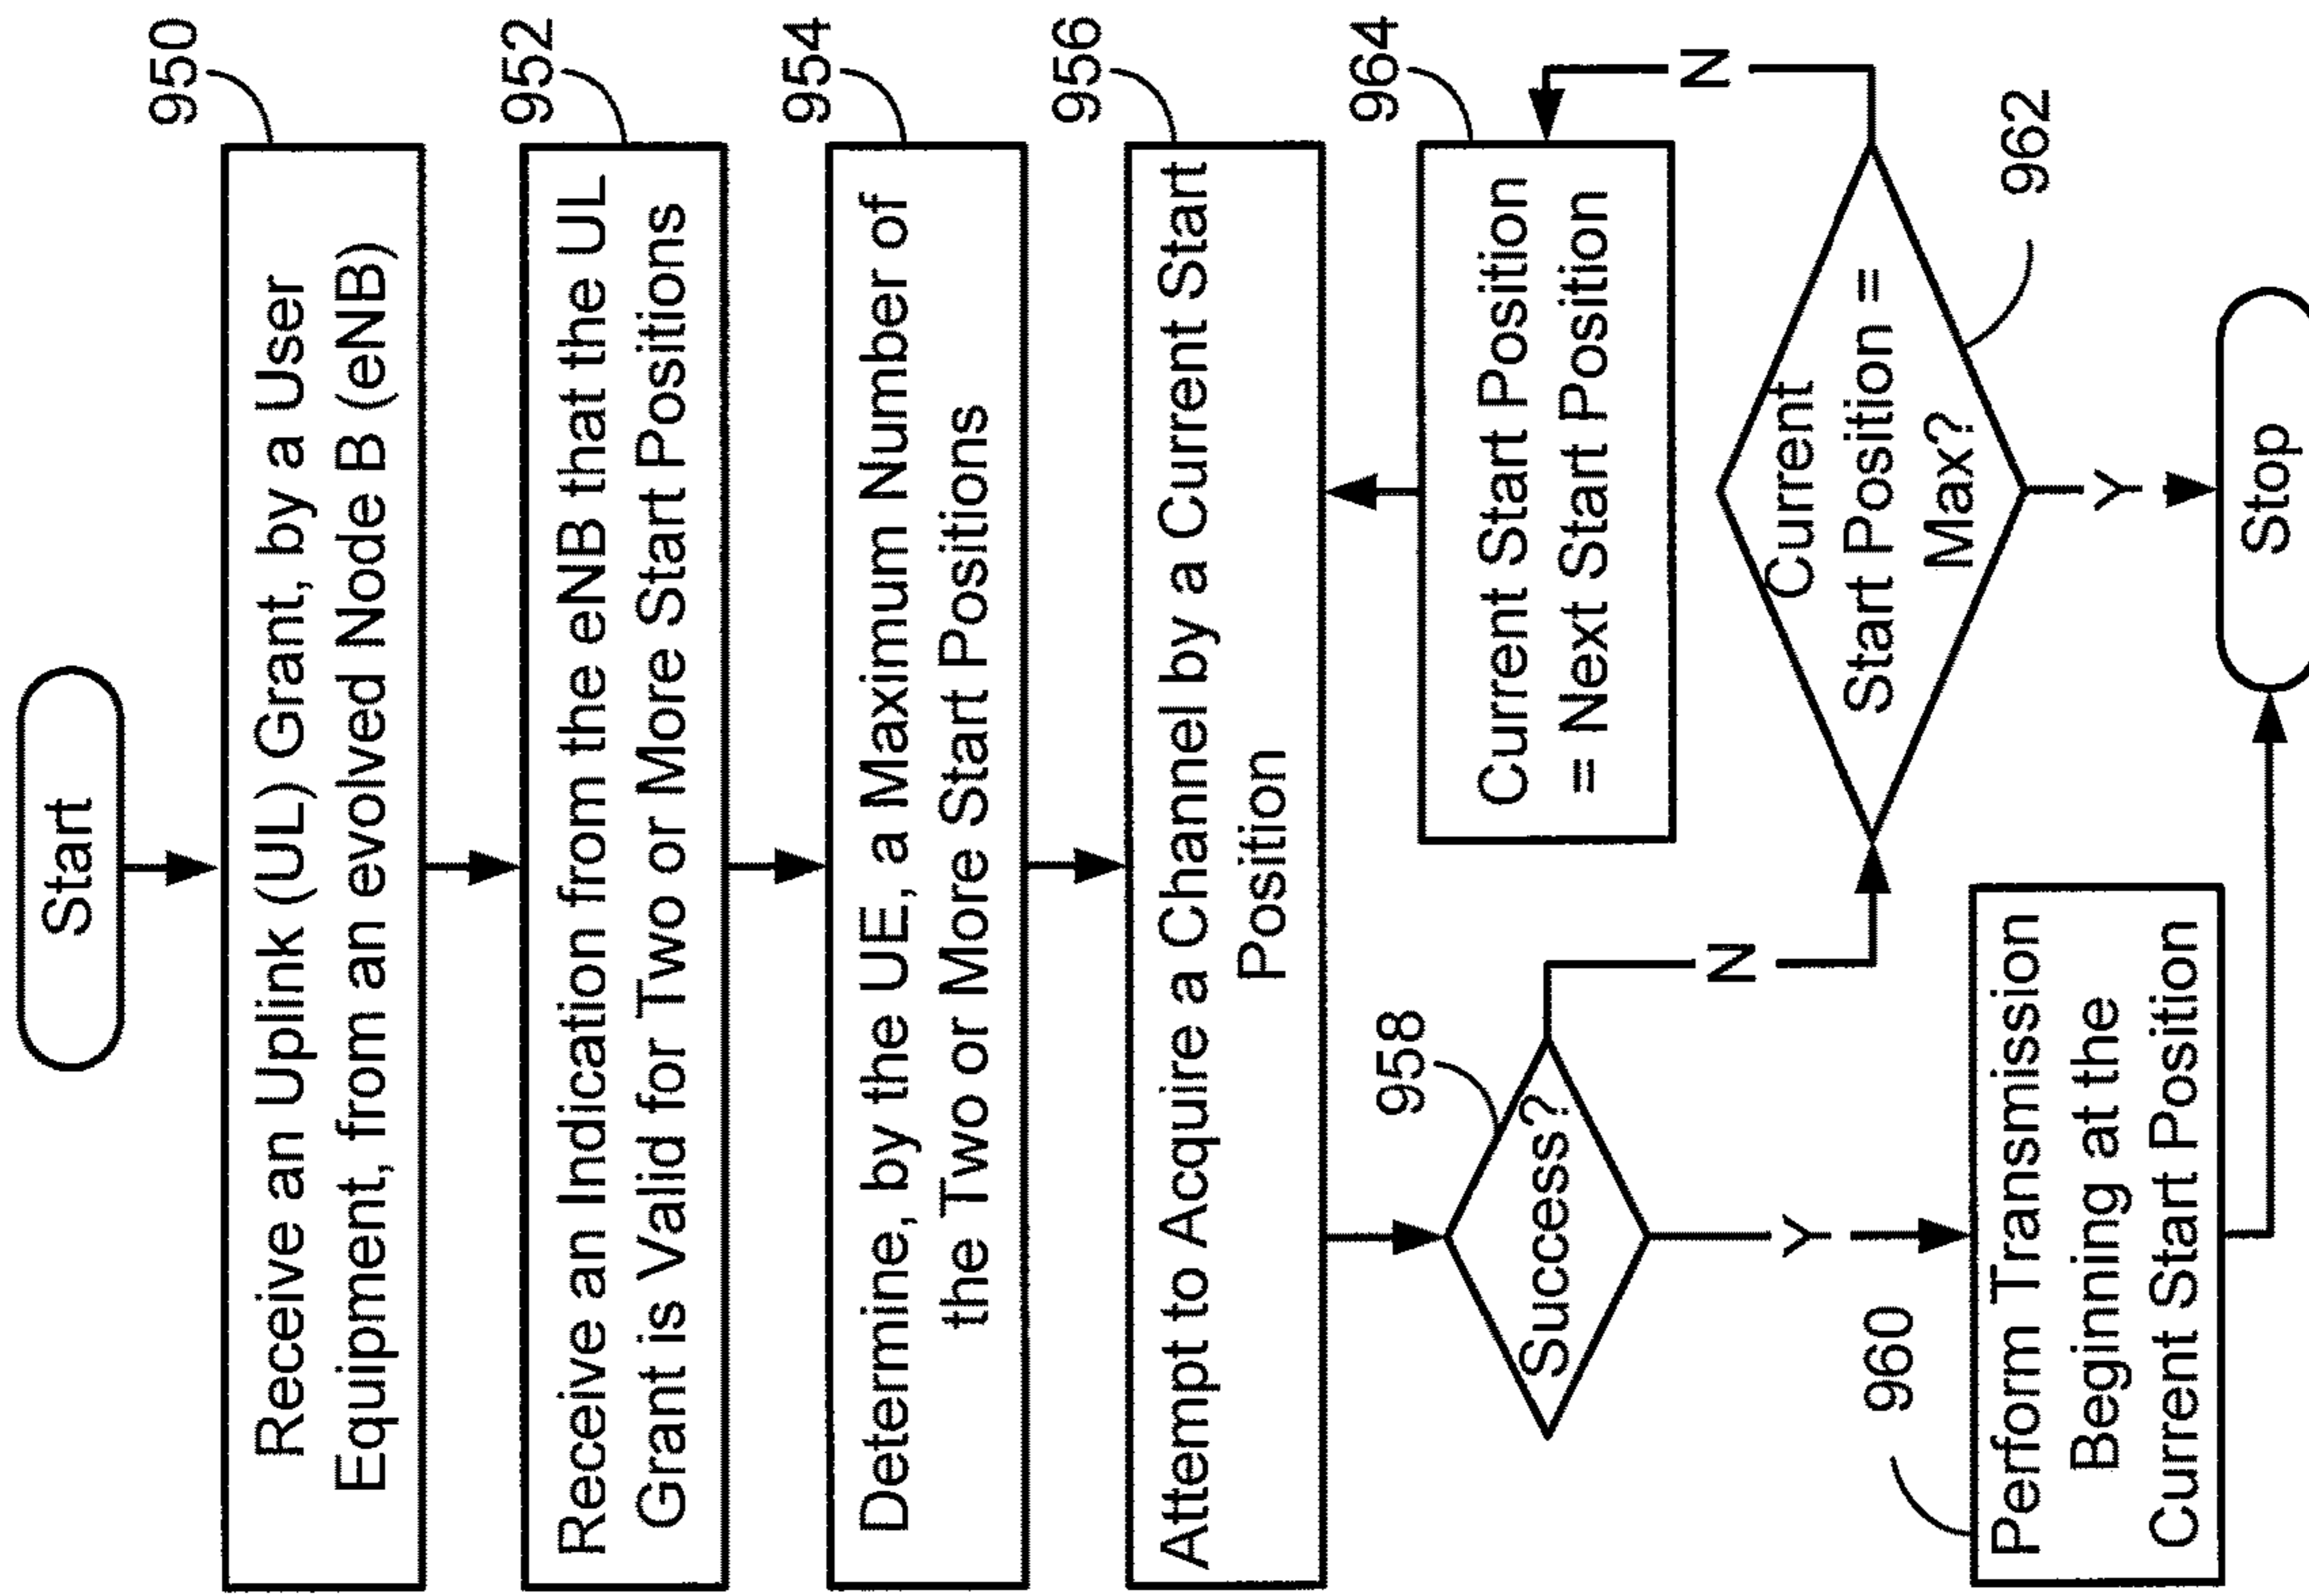 Start
950
Receive an Uplink (UL) Grant, by a User
Equipment, from an evolved Node B (eNB)
952
Receive an Indication from the eNB that the UL
Grant is Valid for Two or More Start Positions
954
Determine, by the UE, a Maximum Number of
the Two or More Start Positions
956
Attempt to Acquire a Channel by a Current Start
Position
958
Success?
N
Y
964
Current Start Position
= Next Start Position
N
962
Current
Start Position =
Max?
Y
960
Perform Transmission
Beginning at the
Current Start Position
Stop